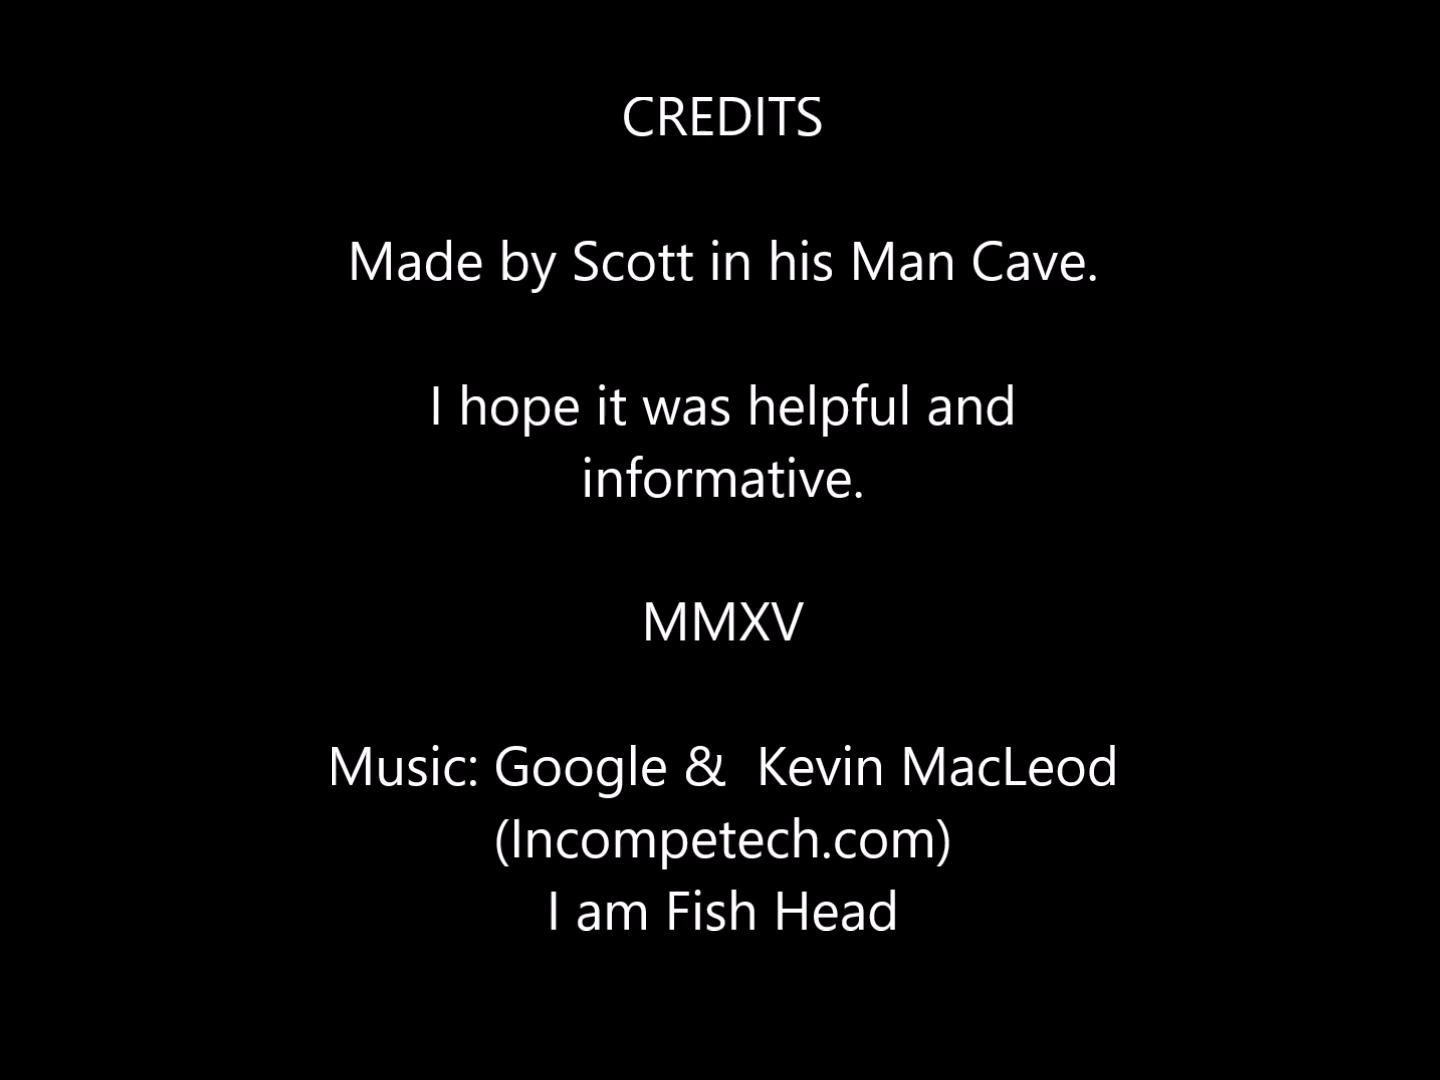 CREDITS
Made by Scott in his Man Cave.
I hope it was helpful and
informative.
MMXV
Music: Google &  Kevin MacLeod
(Incompetech.com)
I am Fish Head